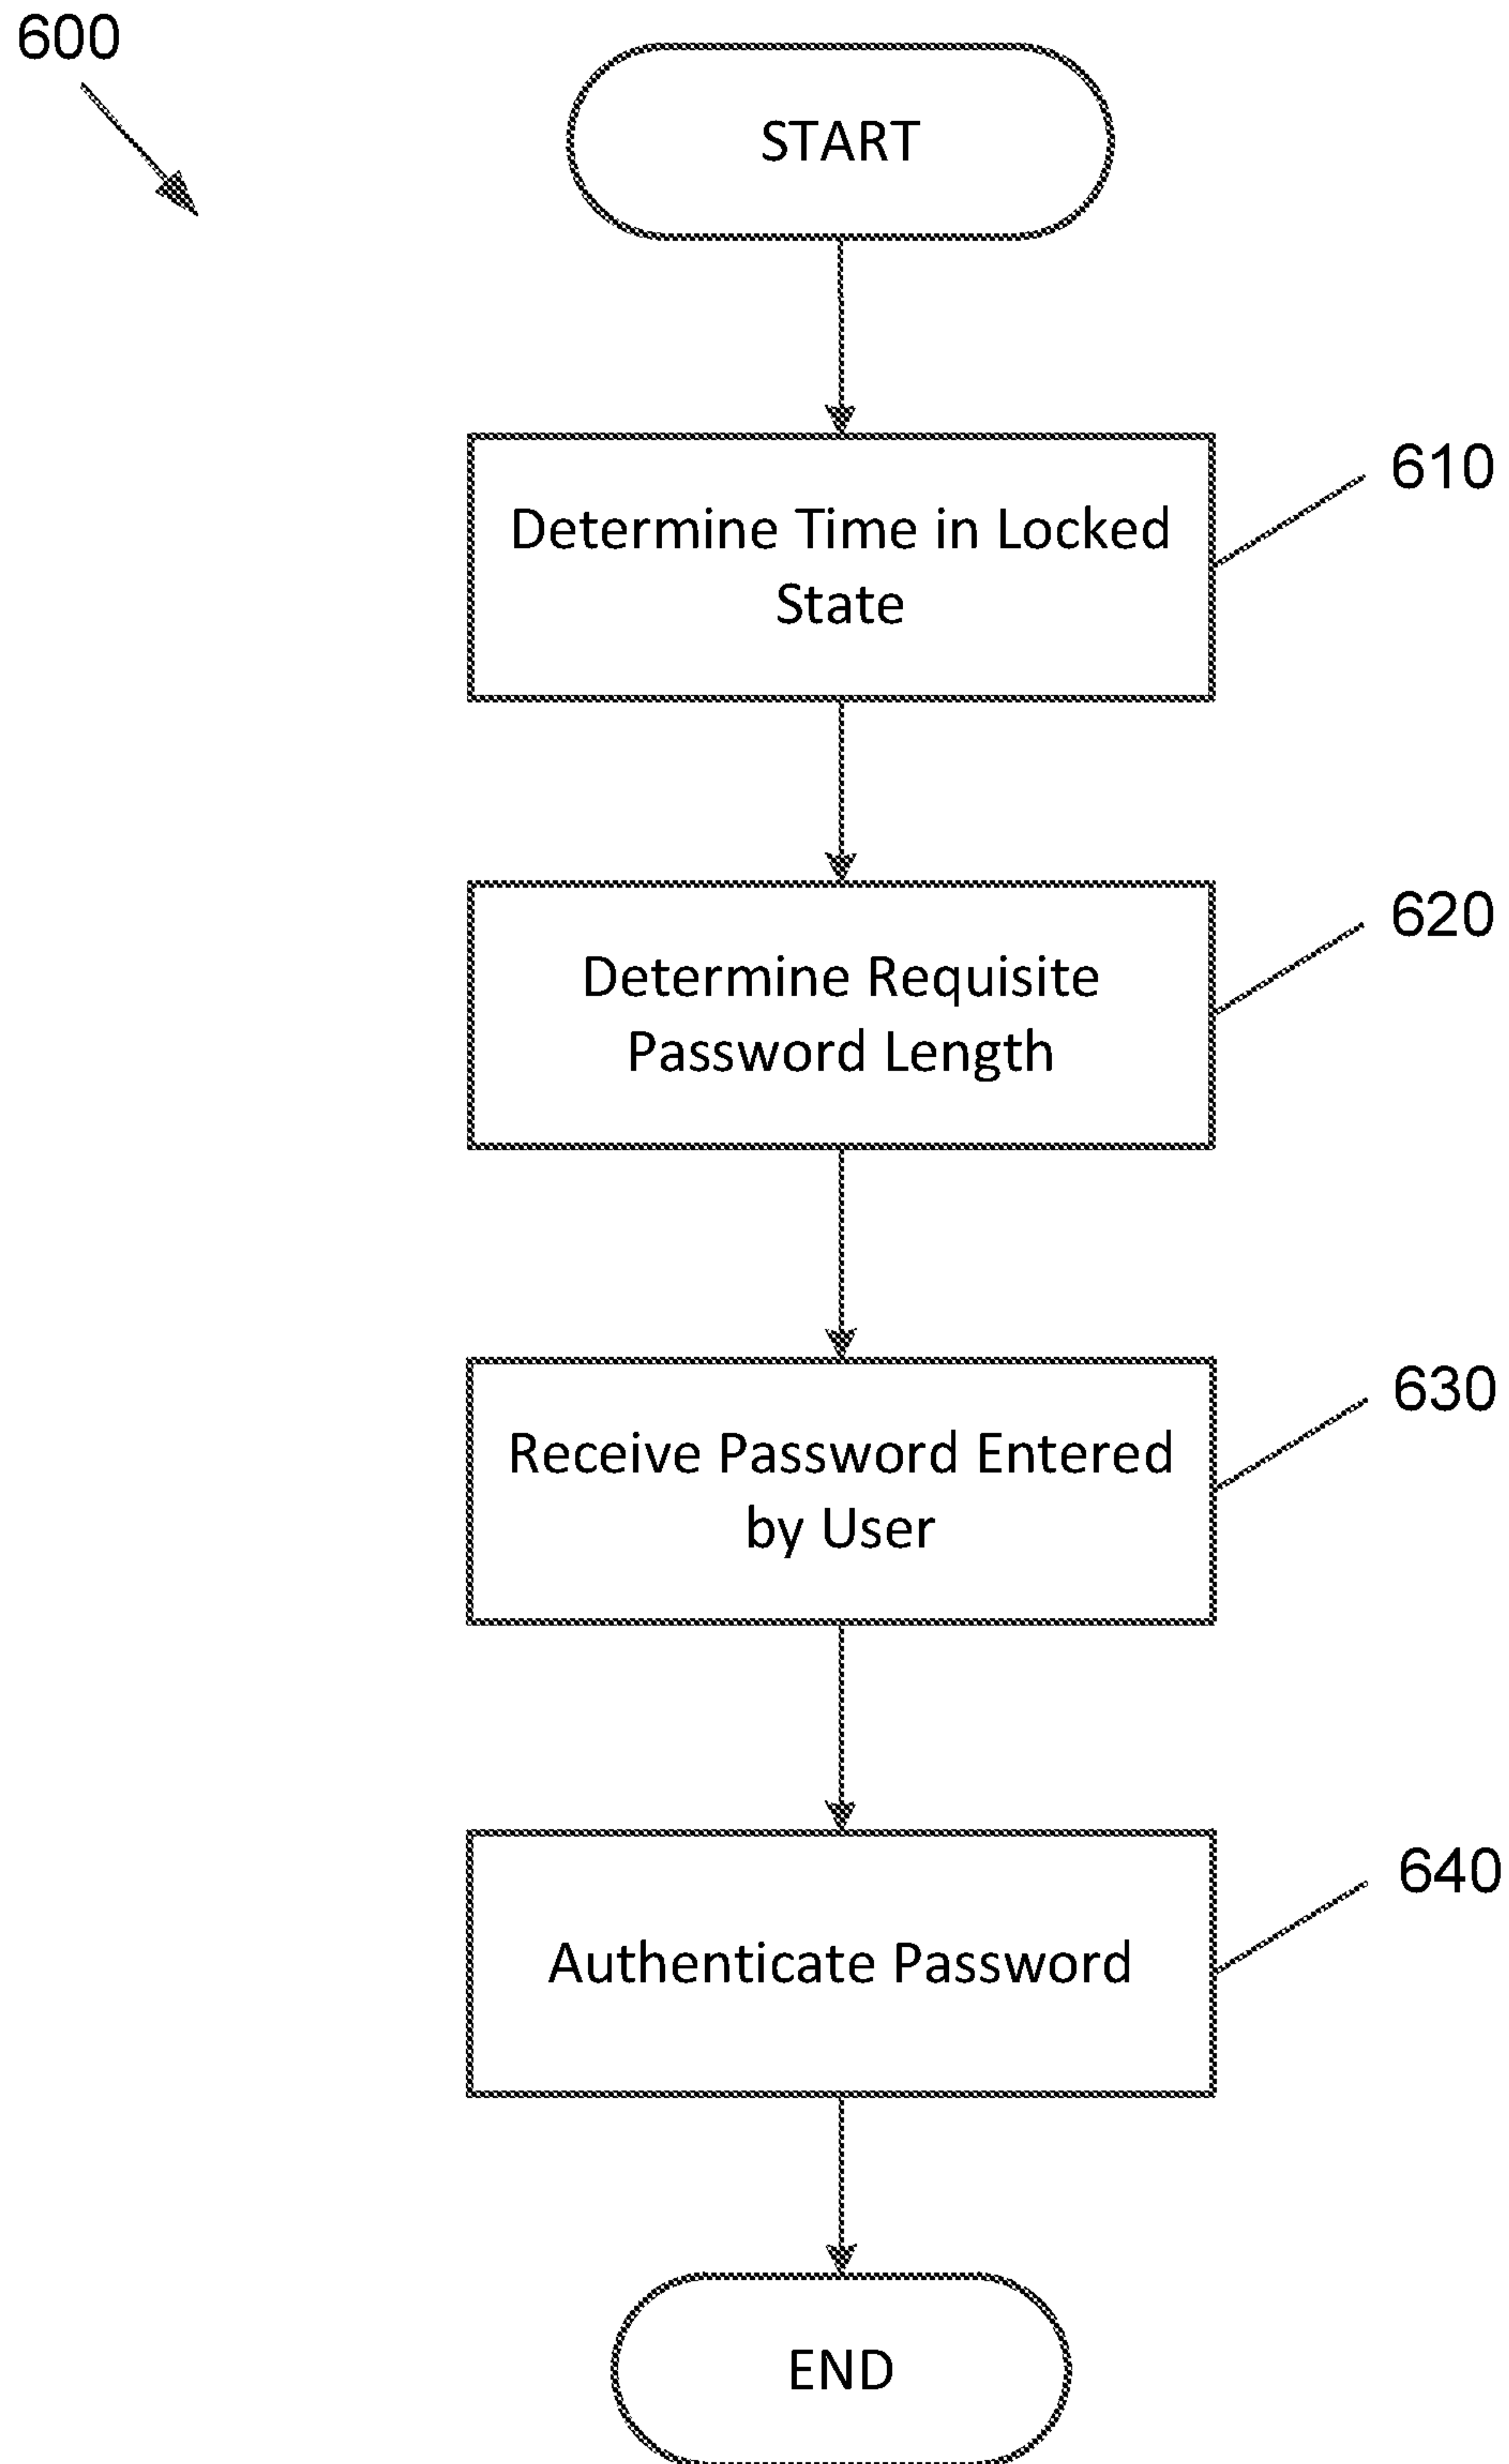 600
START
Determine Time in Locked
State
610
Determine Requisite
Password Length
620
Receive Password Entered
by User
630
Authenticate Password
640
END